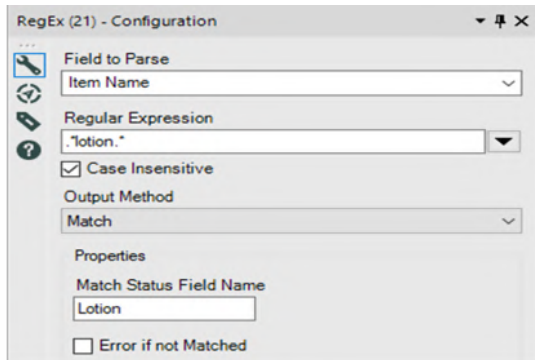 RegEx (21) - Configuration
Field to Parse
Item Name
Regular Expression
.*lotion.*
Case Insensitive
Output Method
Match
Properties
Match Status Field Name
Lotion
Error if not Matched